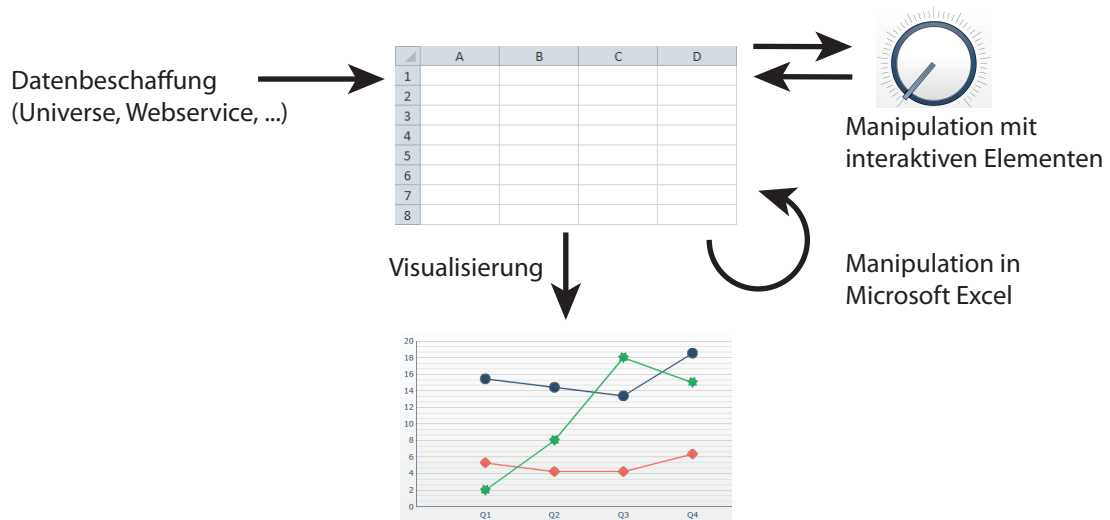 Datenbeschaffung
(Universe, Webservice, ...)
A B C D
1
2
3
4
5
6
7
8
Manipulation mit
interaktiven Elementen
Visualisierung
Manipulation in
Microsoft Excel
20
18
16
14
12
10
8
6
4
2
0
Q1 Q2 Q3 Q4